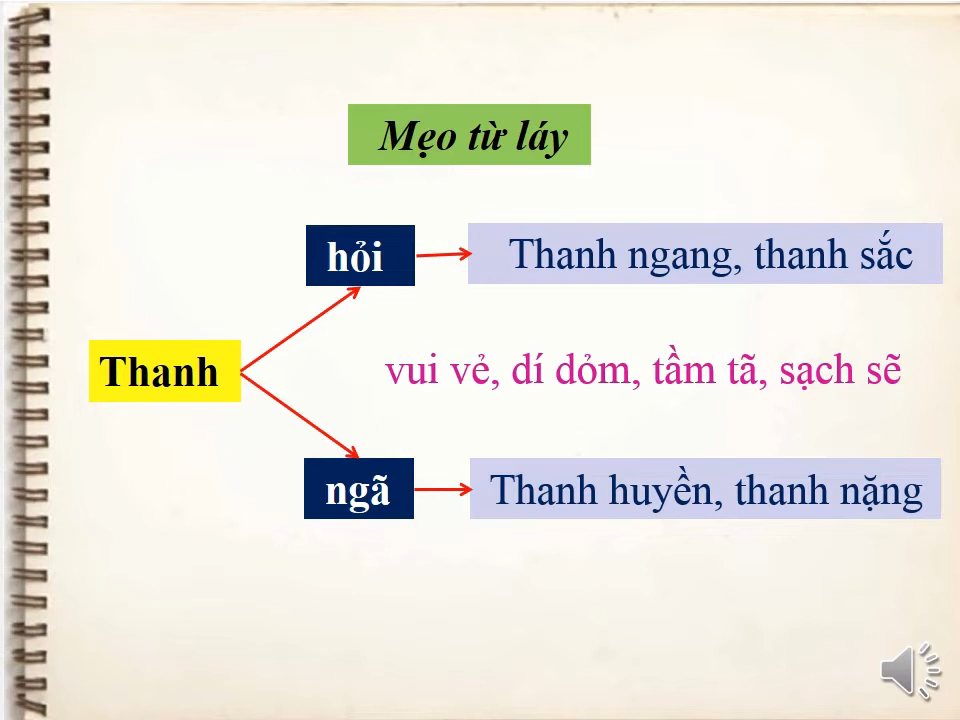 Mẹo từ láy
hỏi
Thanh ngang, thanh sắc
Thanh
vui vẻ, dí dỏm, tầm tã, sạch sẽ
ngã
Thanh huyền, thanh nặng